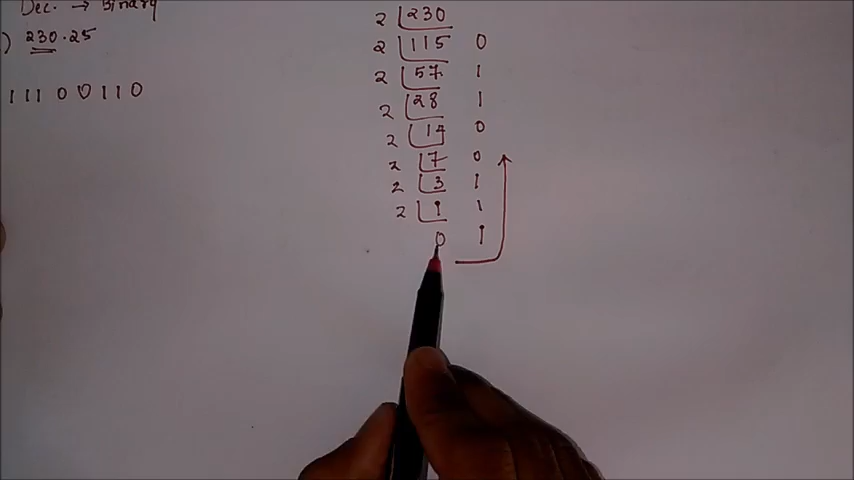 Dec. → Binary
) 230.25
1 1 1 0 0 1 1 0
2 230
2 115 0
2 57 1
2 28 1
2 14 0
2 7 0
2 3 1
2 1 1
0 1